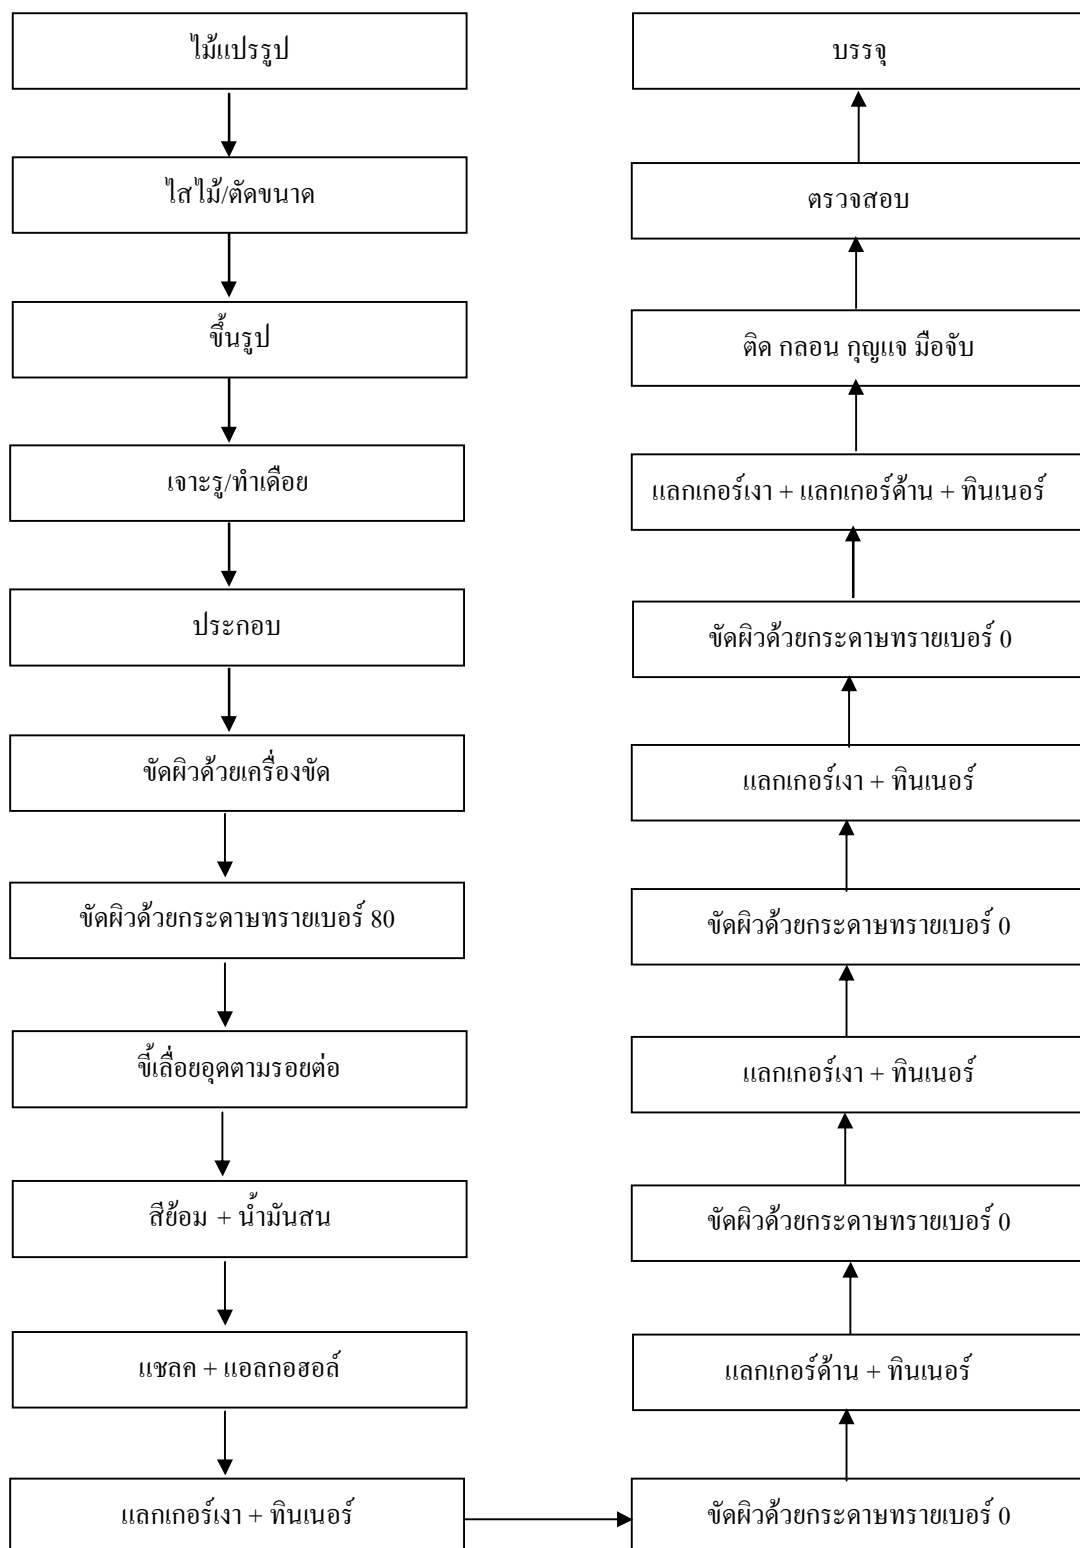 ไม้แปรรูป
ไสไม้/ตัดขนาด
ขึ้นรูป
เจาะรู/ทำเดือย
ประกอบ
ขัดผิวด้วยเครื่องขัด
ขัดผิวด้วยกระดาษทรายเบอร์ 80
ขี้เลื่อยอุดตามรอยต่อ
สีย้อม + น้ำมันสน
แชลค + แอลกอฮอล์
แลกเกอร์เงา + ทินเนอร์
ขัดผิวด้วยกระดาษทรายเบอร์ 0
แลกเกอร์ด้าน + ทินเนอร์
ขัดผิวด้วยกระดาษทรายเบอร์ 0
แลกเกอร์เงา + ทินเนอร์
ขัดผิวด้วยกระดาษทรายเบอร์ 0
แลกเกอร์เงา + ทินเนอร์
ขัดผิวด้วยกระดาษทรายเบอร์ 0
แลกเกอร์เงา + แลกเกอร์ด้าน + ทินเนอร์
ติด กลอน กุญแจ มือจับ
ตรวจสอบ
บรรจุ